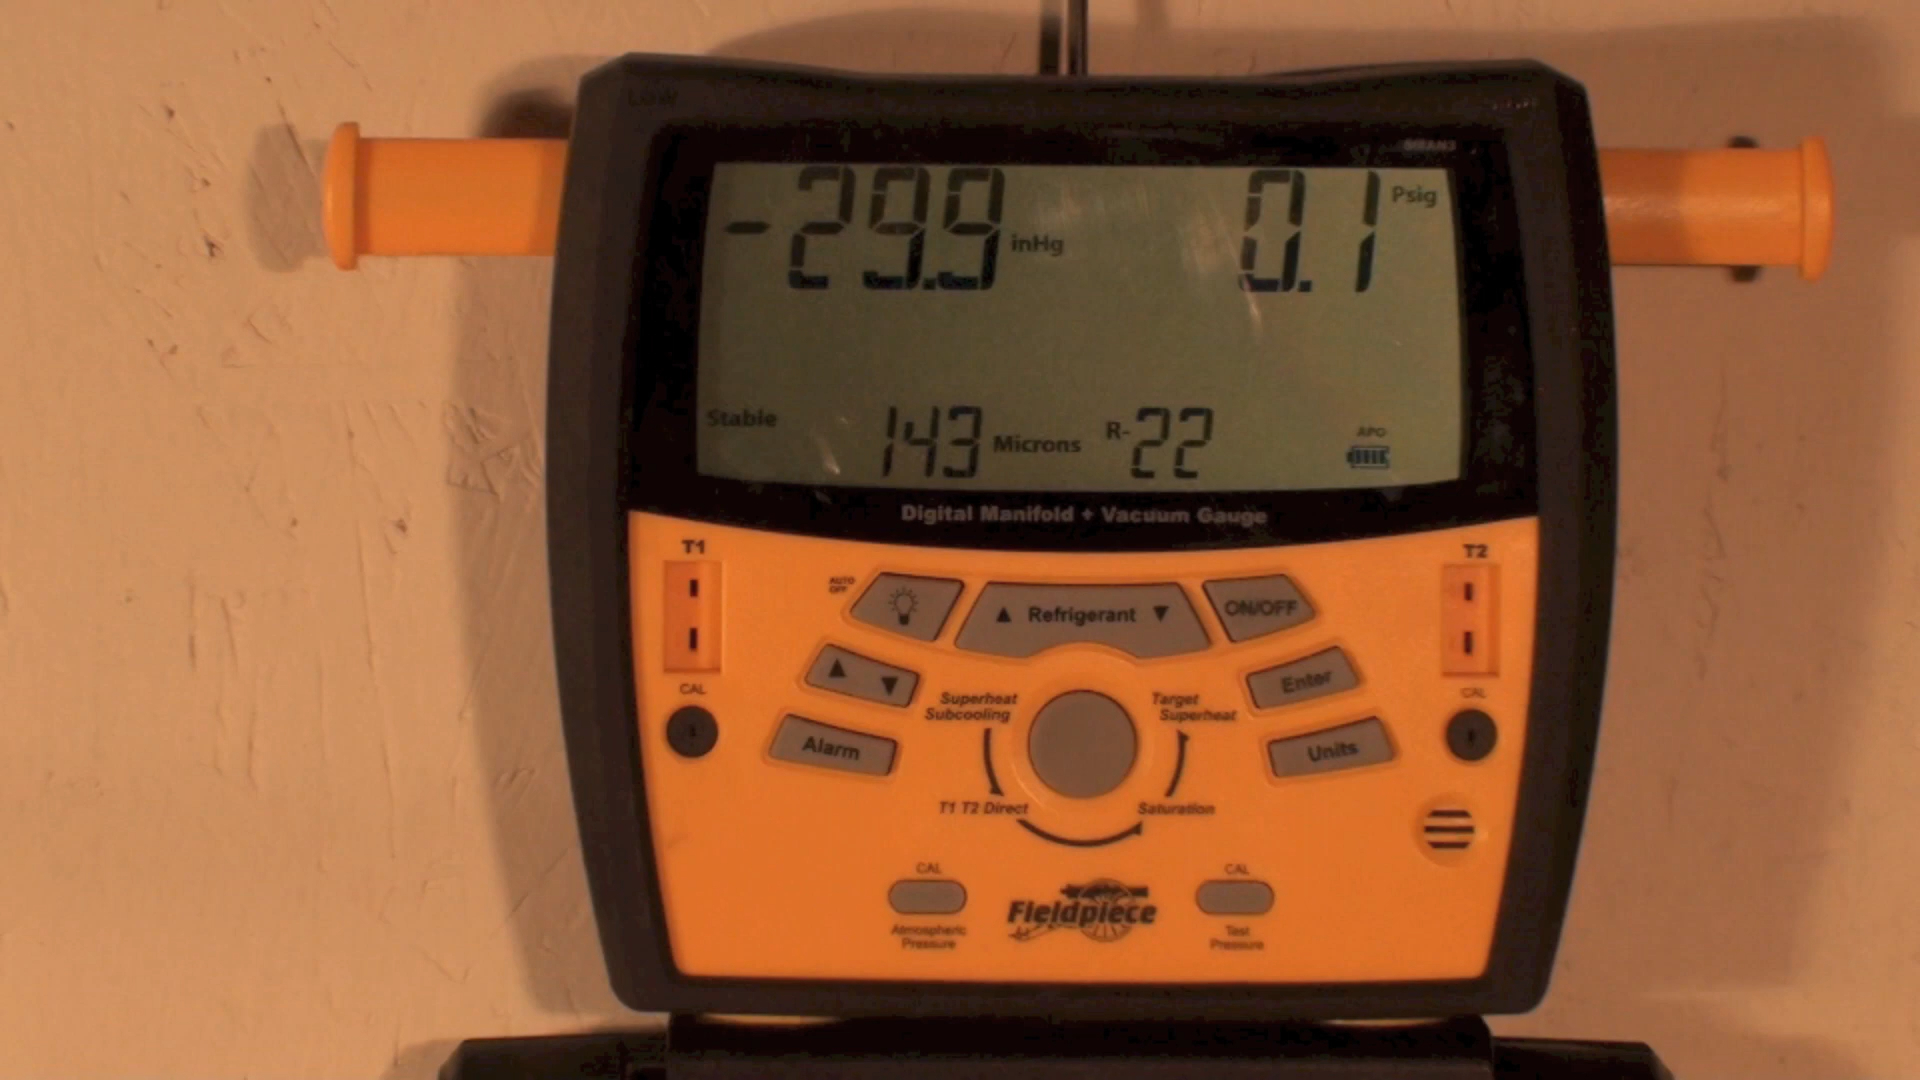 LOW
SMAN3
-29.9 inHg 0.1 Psig
Stable 143 Microns R-22
APO
Digital Manifold + Vacuum Gauge
T1 T2
AUTO OFF
▲ Refrigerant ▼
ON/OFF
▲ ▼
Enter
CAL CAL
Superheat
Subcooling
Target
Superheat
Alarm
Units
T1 T2 Direct
Saturation
CAL CAL
Fieldpiece
Atmospheric
Pressure
Test
Pressure